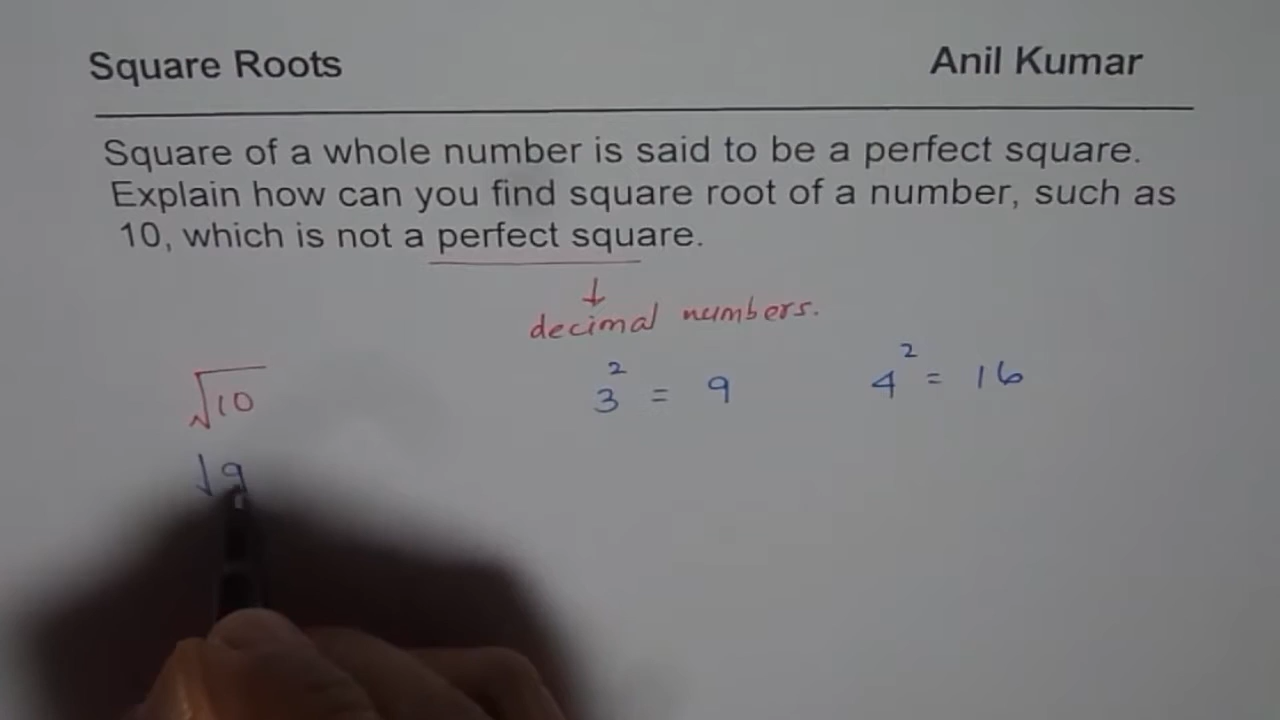 Square Roots Anil Kumar
Square of a whole number is said to be a perfect square.
Explain how can you find square root of a number, such as
10, which is not a perfect square.
↓
decimal numbers.
√10 3² = 9 4² = 16
√9